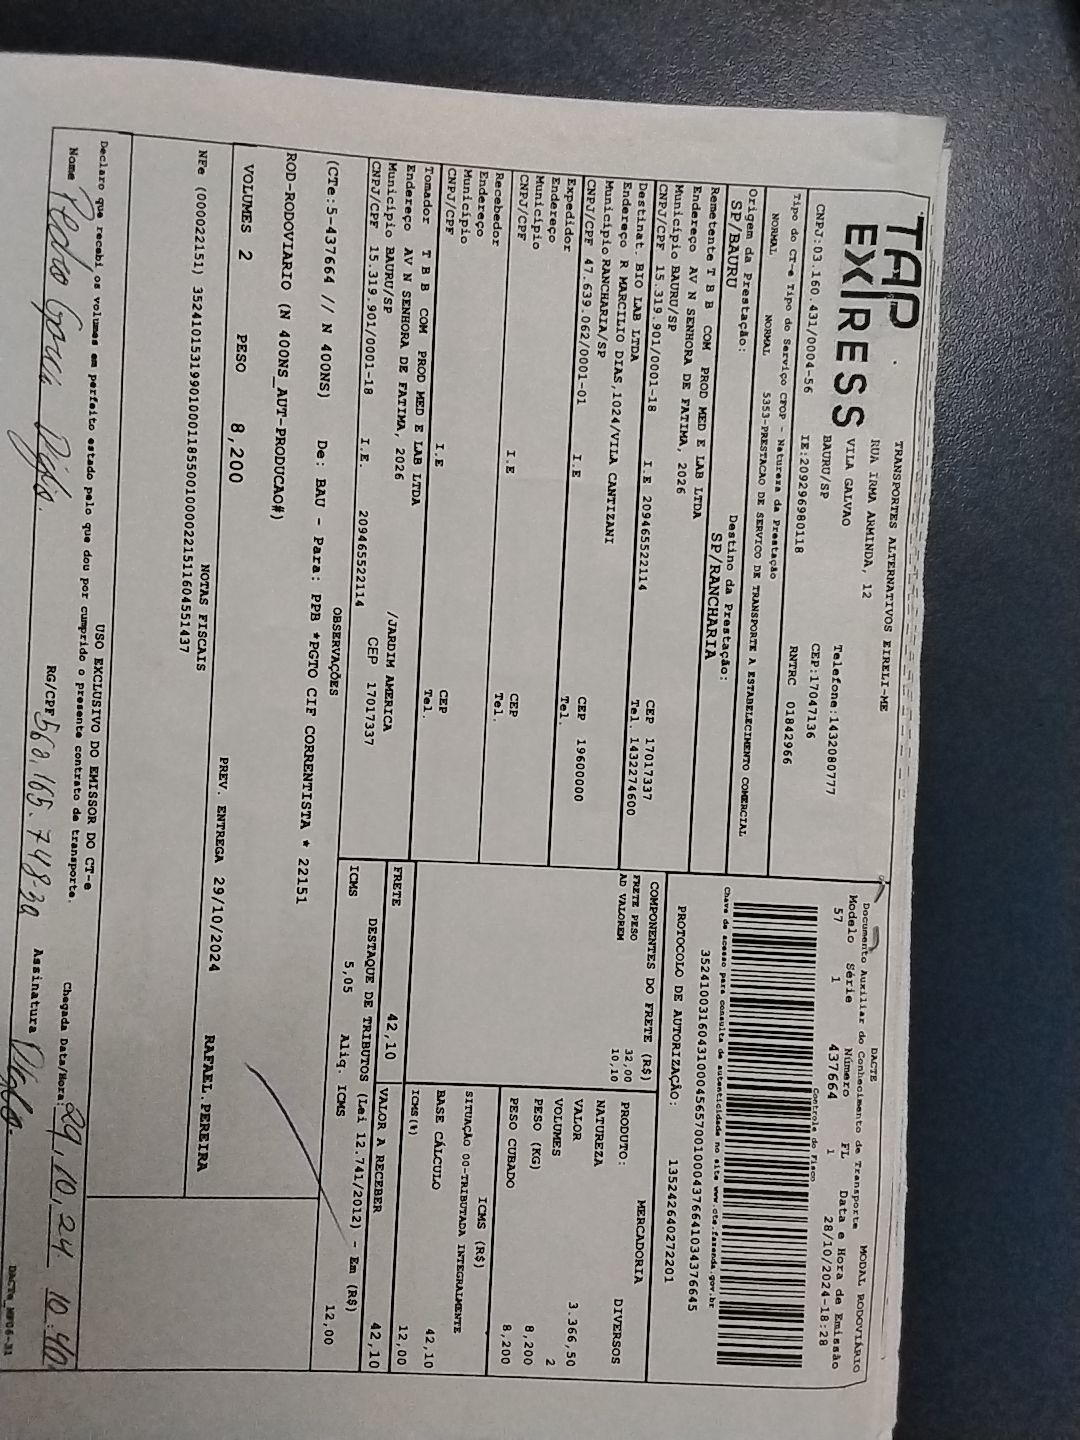 TAP
EXPRESS
TRANSPORTES ALTERNATIVOS EIRELI-ME
RUA IRMA ARMINDA, 12
VILA GALVAO
BAURU/SP
Telefone:1432080777
CEP:17047136
CNPJ:03.160.431/0004-56 IE:209296980118 RNTRC 01842966
Tipo do CT-e Tipo do Serviço CFOP - Natureza da Prestação
NORMAL NORMAL 5353-PRESTACAO DE SERVICO DE TRANSPORTE A ESTABELECIMENTO COMERCIAL
Origem da Prestação: Destino da Prestação:
SP/BAURU SP/RANCHARIA
Remetente T B B COM PROD MED E LAB LTDA
Endereço AV N SENHORA DE FATIMA, 2026
Município BAURU/SP CEP 17017337
CNPJ/CPF 15.319.901/0001-18 I.E 209465522114 Tel. 1432274600
Destinat. BIO LAB LTDA
Endereço R MARCILIO DIAS,1024/VILA CANTIZANI
Município RANCHARIA/SP CEP 19600000
CNPJ/CPF 47.639.062/0001-01 I.E Tel.
Expedidor
Endereço
Município CEP
CNPJ/CPF I.E Tel.
Recebedor
Endereço
Município CEP
CNPJ/CPF I.E Tel.
Tomador T B B COM PROD MED E LAB LTDA
Endereço AV N SENHORA DE FATIMA, 2026 /JARDIM AMERICA
Município BAURU/SP CEP 17017337
CNPJ/CPF 15.319.901/0001-18 I.E. 209465522114
DACTE
Documento Auxiliar do Conhecimento de Transporte MODAL RODOVIÁRIO
Modelo Série Número FL Data e Hora de Emissão
57 1 437664 1 28/10/2024-18:28
Controle do Fisco
Chave de acesso para consulta de autenticidade no site www.cte.fazenda.gov.br
35241003160431000456570010004376641034376645
PROTOCOLO DE AUTORIZAÇÃO: 135242640272201
COMPONENTES DO FRETE (R$)
FRETE PESO 32,00
AD VALOREM 10,10
FRETE 42,10
PRODUTO: MERCADORIA
NATUREZA DIVERSOS
VALOR 3.366,50
VOLUMES 2
PESO (KG) 8,200
PESO CUBADO 8,200
ICMS (R$)
SITUAÇÃO 00-TRIBUTADA INTEGRALMENTE
BASE CÁLCULO 42,10
ICMS(%) 12,00
VALOR A RECEBER 42,10
DESTAQUE DE TRIBUTOS (Lei 12.741/2012) - Em (R$)
ICMS 5,05 Aliq. ICMS 12,00
OBSERVAÇÕES
(CTe:5-437664 // N 400NS) De: BAU - Para: PPB *PGTO CIF CORRENTISTA * 22151
ROD-RODOVIARIO (N 400NS_AUT-PRODUCAO#)
VOLUMES 2 PESO 8,200 PREV. ENTREGA 29/10/2024 RAFAEL.PEREIRA
NOTAS FISCAIS
NFe (000022151) 35241015319901000118550010000221511604551437
USO EXCLUSIVO DO EMISSOR DO CT-e
Declaro que recebi os volumes em perfeito estado pelo que dou por cumprido o presente contrato de transporte.
Nome Pedro RG/CPF Assinatura Chegada Data/Hora: 29,10,24 10:40